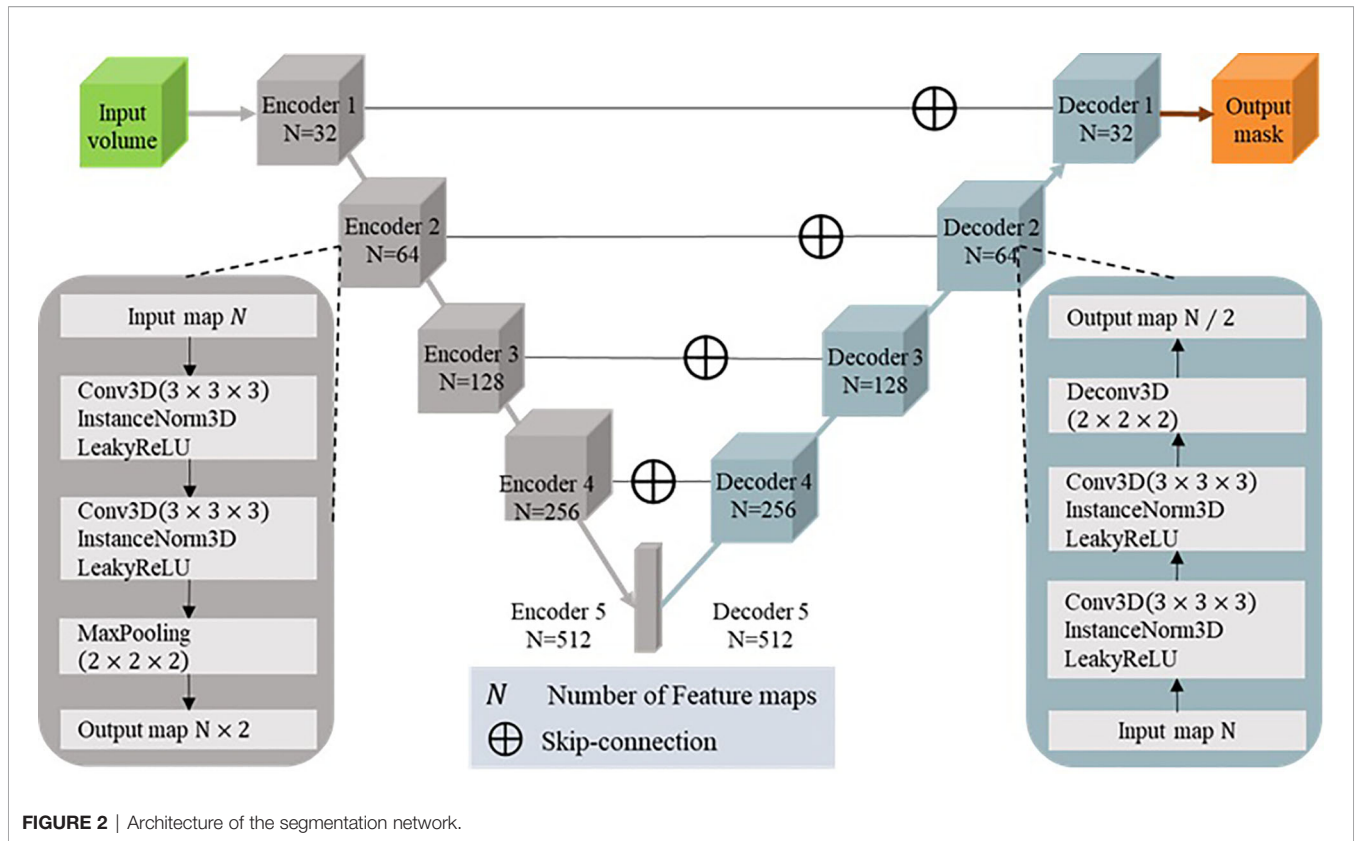 Input
volume
Encoder 1
N=32
Decoder 1
N=32
Output
mask
Encoder 2
N=64
Decoder 2
N=64
Encoder 3
N=128
Decoder 3
N=128
Encoder 4
N=256
Decoder 4
N=256
Encoder 5
N=512
Decoder 5
N=512
Input map N
Conv3D(3 × 3 × 3)
InstanceNorm3D
LeakyReLU
Conv3D(3 × 3 × 3)
InstanceNorm3D
LeakyReLU
MaxPooling
(2 × 2 × 2)
Output map N × 2
Output map N / 2
Deconv3D
(2 × 2 × 2)
Conv3D(3 × 3 × 3)
InstanceNorm3D
LeakyReLU
Conv3D(3 × 3 × 3)
InstanceNorm3D
LeakyReLU
Input map N
N Number of Feature maps
⊕ Skip-connection
FIGURE 2 | Architecture of the segmentation network.